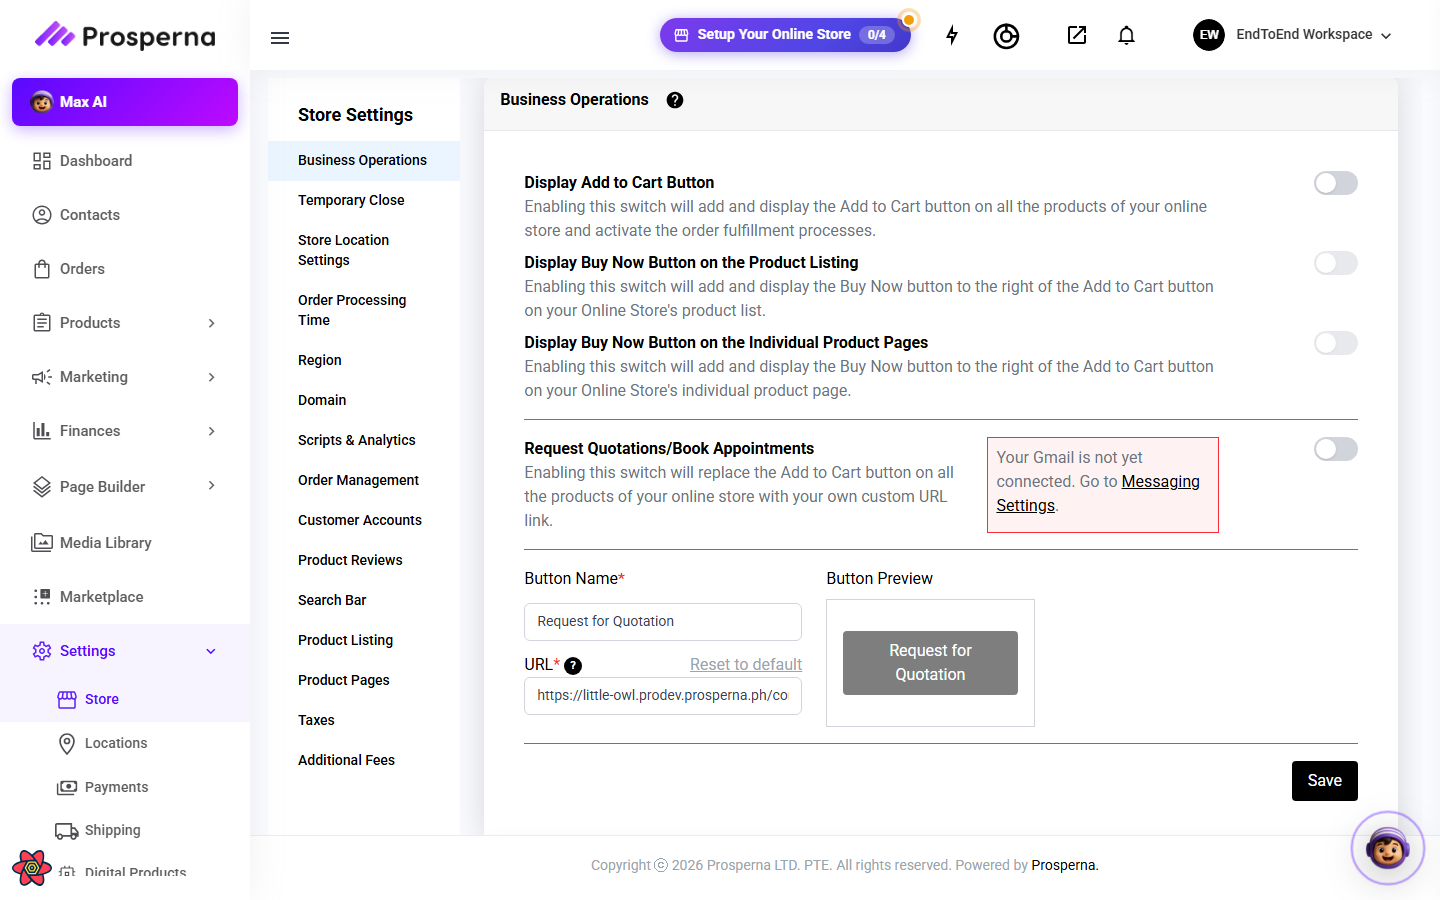 Prosperna
Setup Your Online Store 0/4
EW EndToEnd Workspace
Max AI
Dashboard
Contacts
Orders
Products
Marketing
Finances
Page Builder
Media Library
Marketplace
Settings
Store
Locations
Payments
Shipping
Digital Products
Store Settings
Business Operations
Temporary Close
Store Location
Settings
Order Processing
Time
Region
Domain
Scripts & Analytics
Order Management
Customer Accounts
Product Reviews
Search Bar
Product Listing
Product Pages
Taxes
Additional Fees
Business Operations ?
Display Add to Cart Button
Enabling this switch will add and display the Add to Cart button on all the products of your online
store and activate the order fulfillment processes.
Display Buy Now Button on the Product Listing
Enabling this switch will add and display the Buy Now button to the right of the Add to Cart button
on your Online Store's product list.
Display Buy Now Button on the Individual Product Pages
Enabling this switch will add and display the Buy Now button to the right of the Add to Cart button
on your Online Store's individual product page.
Request Quotations/Book Appointments
Enabling this switch will replace the Add to Cart button on all
the products of your online store with your own custom URL
link.
Your Gmail is not yet
connected. Go to Messaging
Settings.
Button Name*
Request for Quotation
URL* ? Reset to default
https://little-owl.prodev.prosperna.ph/co
Button Preview
Request for
Quotation
Save
Copyright © 2026 Prosperna LTD. PTE. All rights reserved. Powered by Prosperna.